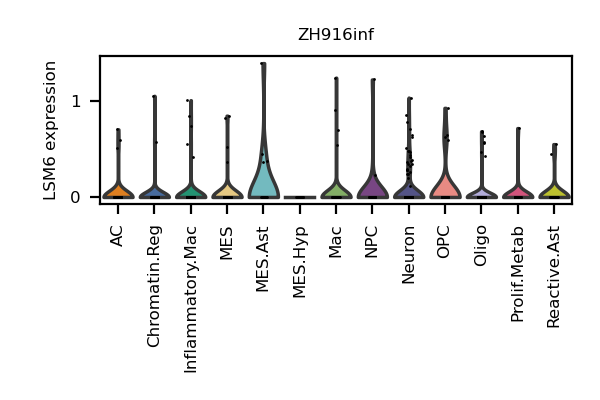 ZH916inf
LSM6 expression
1
0
AC
Chromatin.Reg
Inflammatory.Mac
MES
MES.Ast
MES.Hyp
Mac
NPC
Neuron
OPC
Oligo
Prolif.Metab
Reactive.Ast